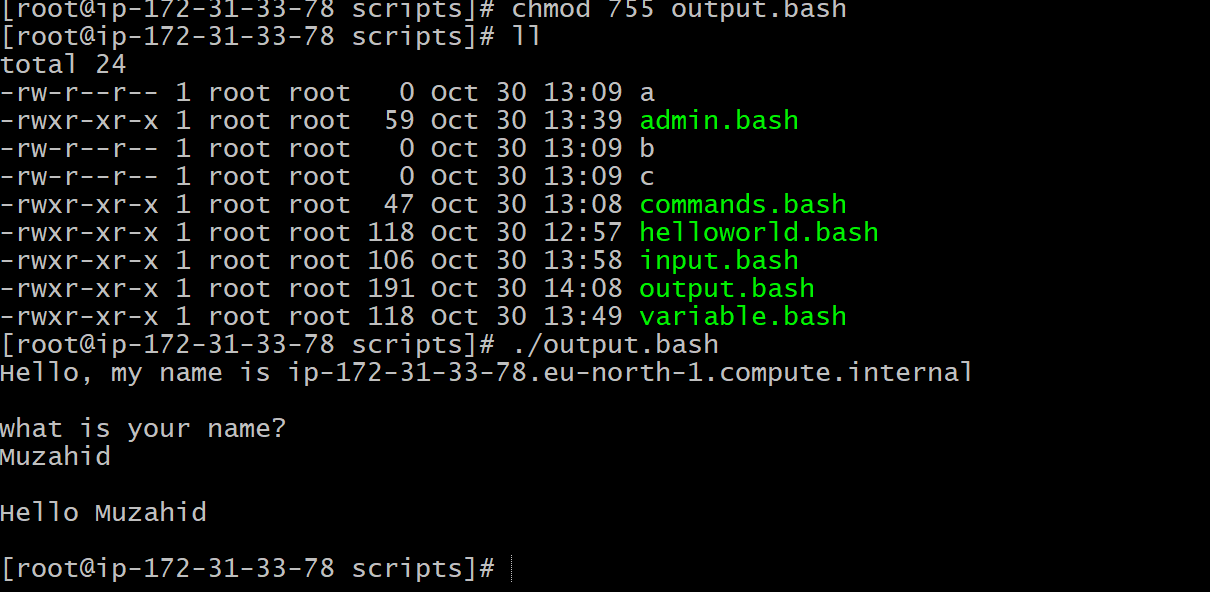 [root@ip-172-31-33-78 scripts]# chmod 755 output.bash
[root@ip-172-31-33-78 scripts]# ll
total 24
-rw-r--r-- 1 root root   0 Oct 30 13:09 a
-rwxr-xr-x 1 root root  59 Oct 30 13:39 admin.bash
-rw-r--r-- 1 root root   0 Oct 30 13:09 b
-rw-r--r-- 1 root root   0 Oct 30 13:09 c
-rwxr-xr-x 1 root root  47 Oct 30 13:08 commands.bash
-rwxr-xr-x 1 root root 118 Oct 30 12:57 helloworld.bash
-rwxr-xr-x 1 root root 106 Oct 30 13:58 input.bash
-rwxr-xr-x 1 root root 191 Oct 30 14:08 output.bash
-rwxr-xr-x 1 root root 118 Oct 30 13:49 variable.bash
[root@ip-172-31-33-78 scripts]# ./output.bash
Hello, my name is ip-172-31-33-78.eu-north-1.compute.internal
what is your name?
Muzahid
Hello Muzahid
[root@ip-172-31-33-78 scripts]#